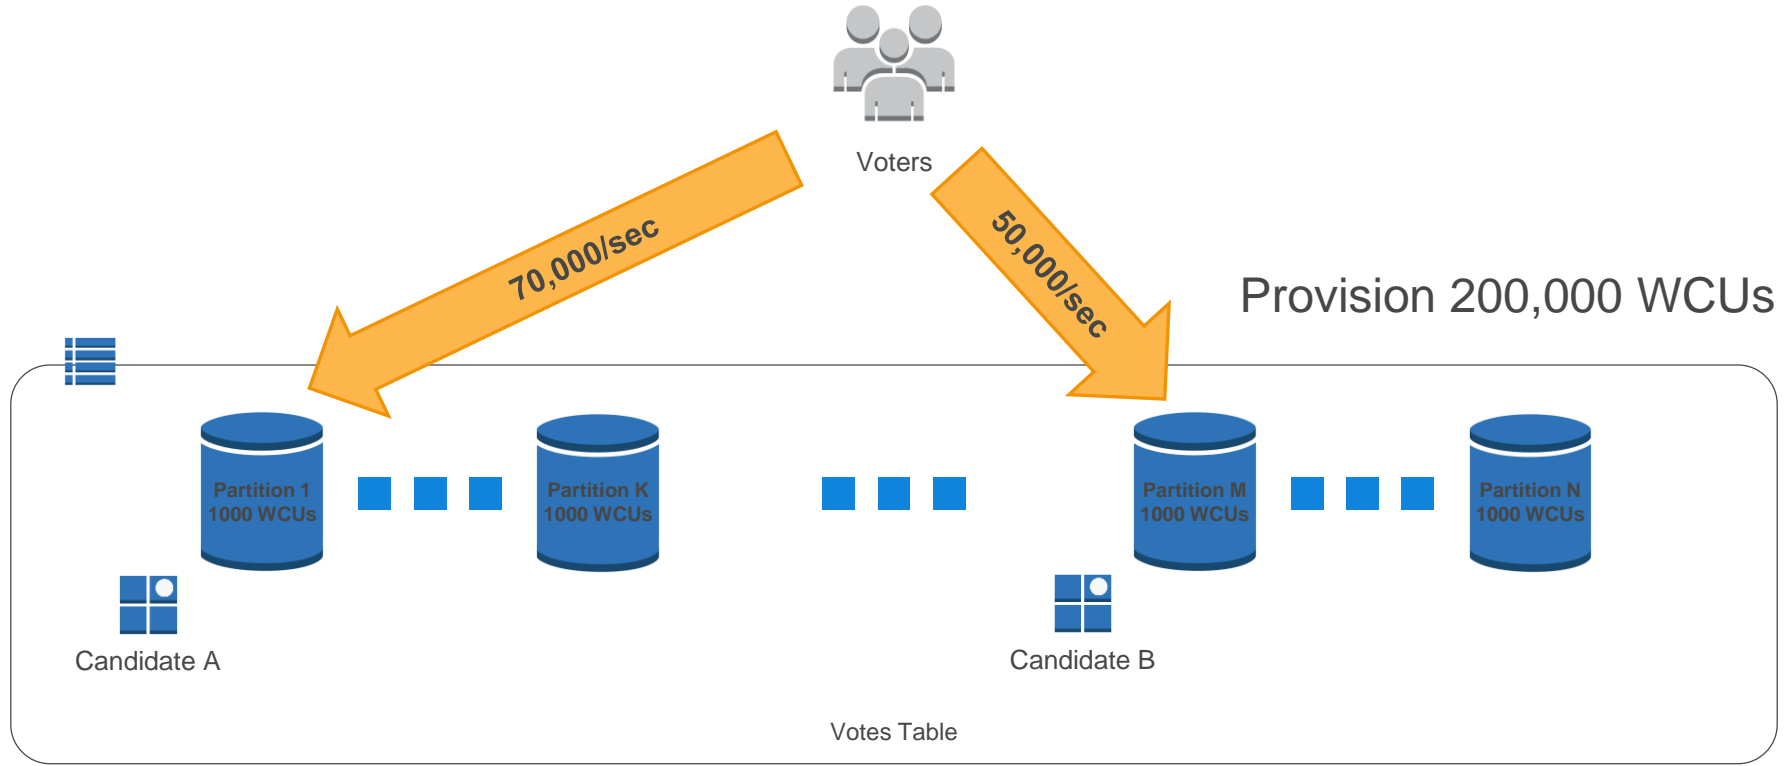 Voters
70,000/sec
50,000/sec
Provision 200,000 WCUs
Partition 1
1000 WCUs
Partition K
1000 WCUs
Partition M
1000 WCUs
Partition N
1000 WCUs
Candidate A
Candidate B
Votes Table